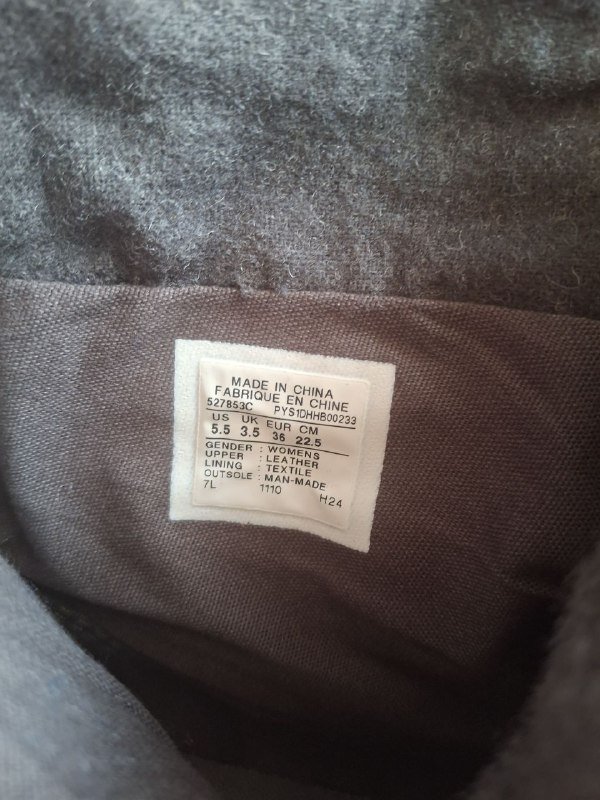 MADE IN CHINA
FABRIQUE EN CHINE
527853C PYS1DHHB00233
US UK EUR CM
5.5 3.5 36 22.5
GENDER : WOMENS
UPPER : LEATHER
LINING : TEXTILE
OUTSOLE : MAN-MADE
7L 1110 H24